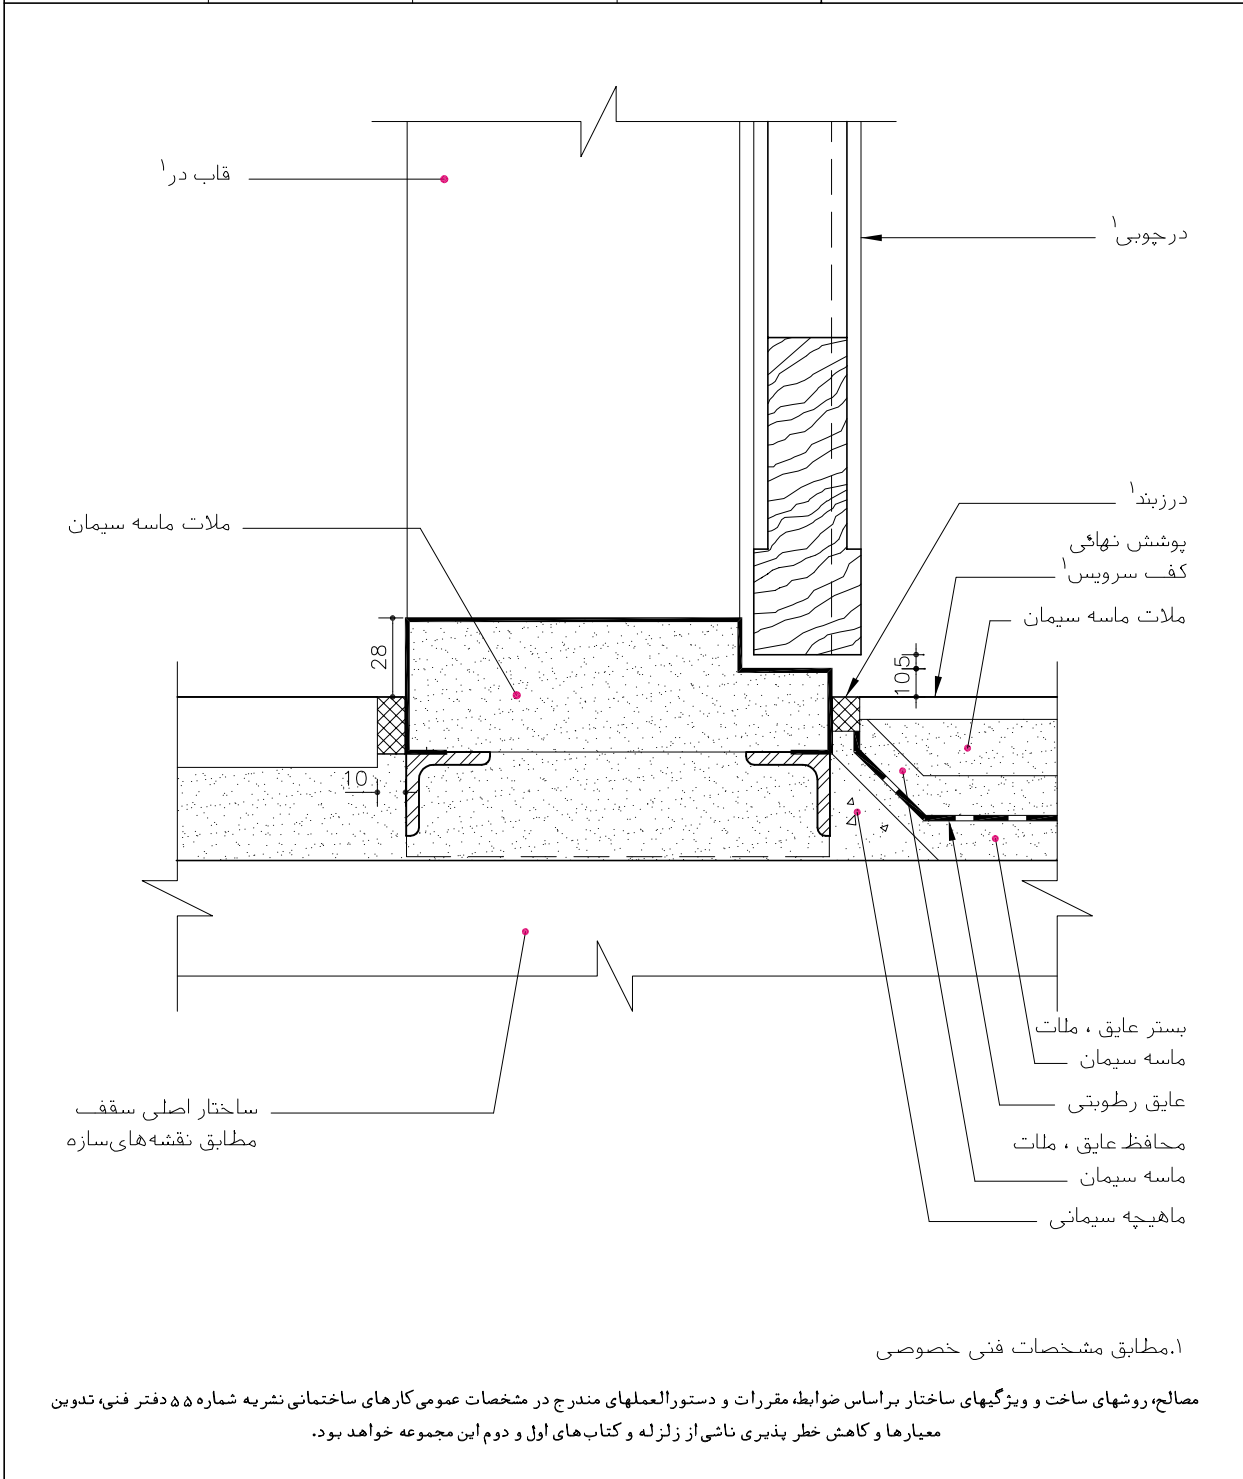 قاب در۱
درچوبی۱
درزبند۱
ملات ماسه سیمان
پوشش نهائی
کف سرویس۱
ملات ماسه سیمان
28
5
10
10
بستر عایق ، ملات
ماسه سیمان
عایق رطوبتی
ساختار اصلی سقف
مطابق نقشه‌های‌سازه
محافظ عایق ، ملات
ماسه سیمان
ماهیچه سیمانی
۱.مطابق مشخصات فنی خصوصی
مصالح، روشهای ساخت و ویژگیهای ساختار براساس ضوابط، مقررات و دستورالعملهای مندرج در مشخصات عمومی کارهای ساختمانی نشریه شماره ۵۵ دفتر فنی، تدوین
معیارها و کاهش خطر پذیری ناشی از زلزله و کتاب‌های اول و دوم این مجموعه خواهد بود.